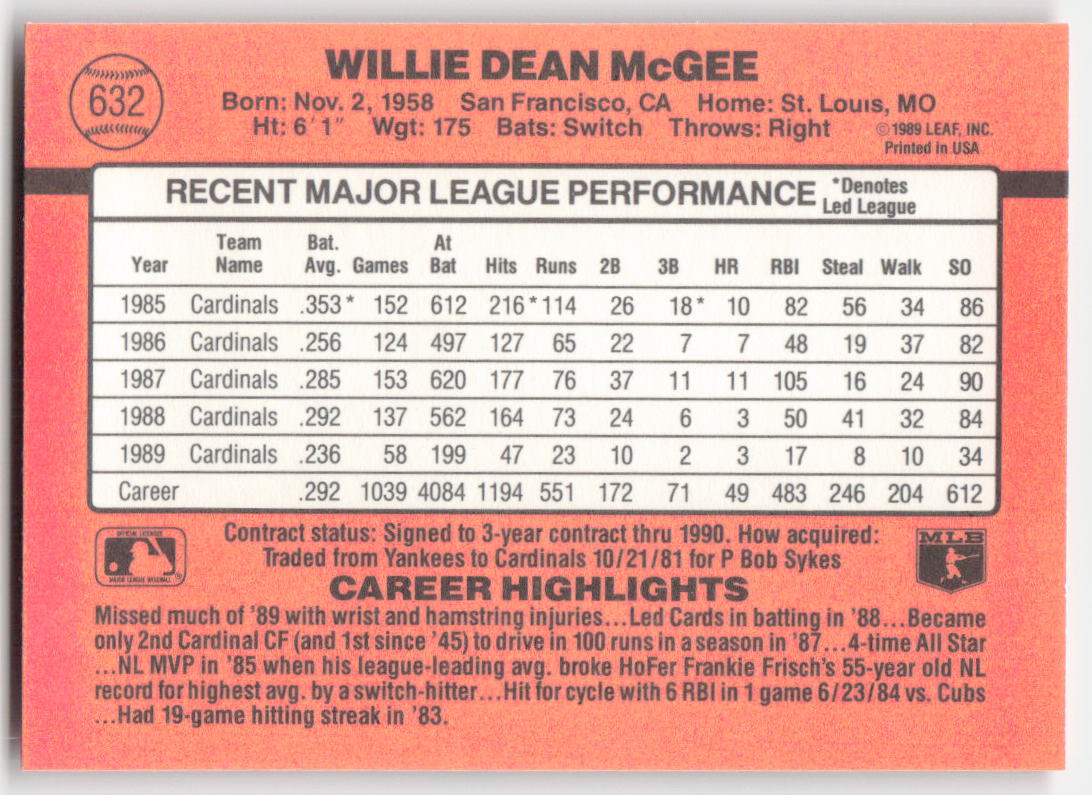 632
WILLIE DEAN McGEE
Born: Nov. 2, 1958 San Francisco, CA Home: St. Louis, MO
Ht: 6' 1" Wgt: 175 Bats: Switch Throws: Right
©1989 LEAF, INC.
Printed in USA
RECENT MAJOR LEAGUE PERFORMANCE *Denotes Led League
Year Team Name Bat. Avg. Games At Bat Hits Runs 2B 3B HR RBI Steal Walk SO
1985 Cardinals .353* 152 612 216* 114 26 18* 10 82 56 34 86
1986 Cardinals .256 124 497 127 65 22 7 7 48 19 37 82
1987 Cardinals .285 153 620 177 76 37 11 11 105 16 24 90
1988 Cardinals .292 137 562 164 73 24 6 3 50 41 32 84
1989 Cardinals .236 58 199 47 23 10 2 3 17 8 10 34
Career .292 1039 4084 1194 551 172 71 49 483 246 204 612
OFFICIAL LICENSEE
MAJOR LEAGUE BASEBALL
®
Contract status: Signed to 3-year contract thru 1990. How acquired:
Traded from Yankees to Cardinals 10/21/81 for P Bob Sykes
MLB
CAREER HIGHLIGHTS
Missed much of '89 with wrist and hamstring injuries...Led Cards in batting in '88...Became
only 2nd Cardinal CF (and 1st since '45) to drive in 100 runs in a season in '87...4-time All Star
...NL MVP in '85 when his league-leading avg. broke HoFer Frankie Frisch's 55-year old NL
record for highest avg. by a switch-hitter...Hit for cycle with 6 RBI in 1 game 6/23/84 vs. Cubs
...Had 19-game hitting streak in '83.